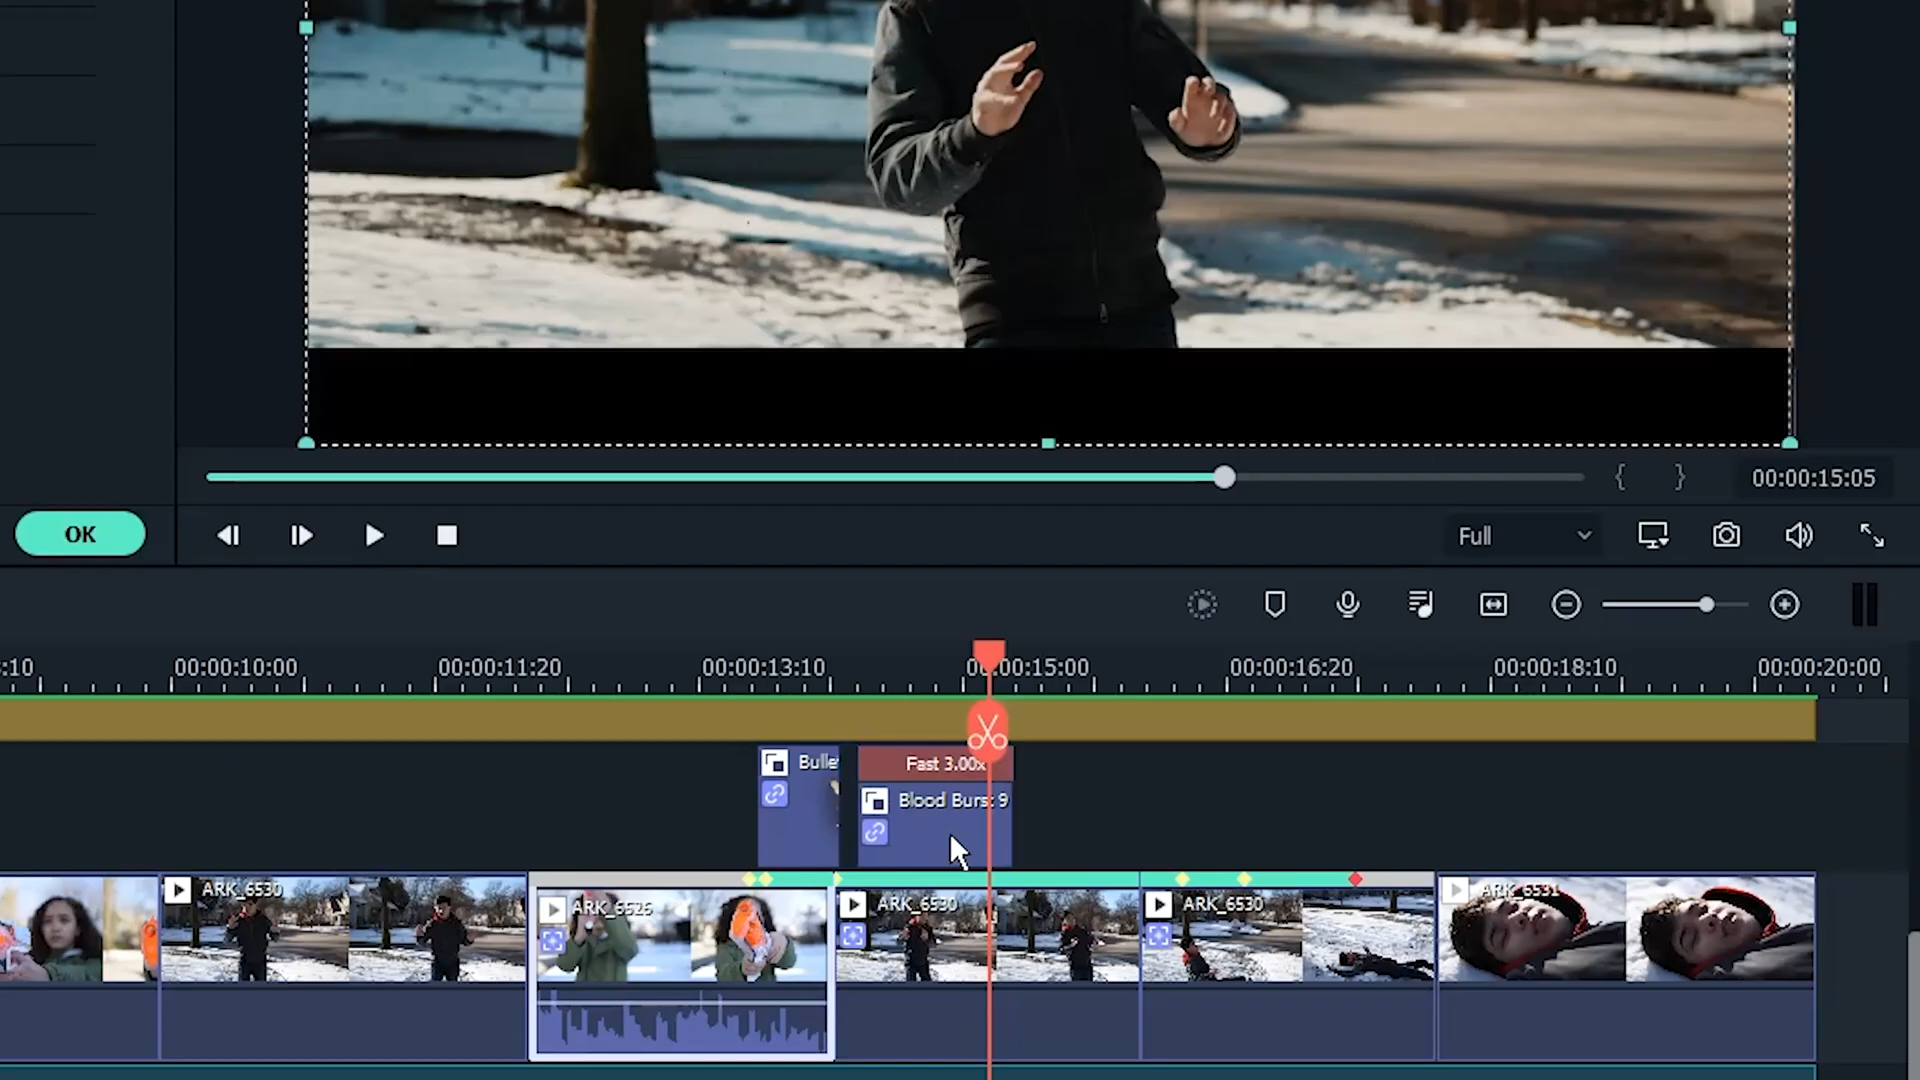 00:00:15:05
OK
Full
:10
00:00:10:00
00:00:11:20
00:00:13:10
00:00:15:00
00:00:16:20
00:00:18:10
00:00:20:00
Bulle
Fast 3.00x
Blood Burst 9
ARK_6530
ARK_6526
ARK_6530
ARK_6530
ARK_6531